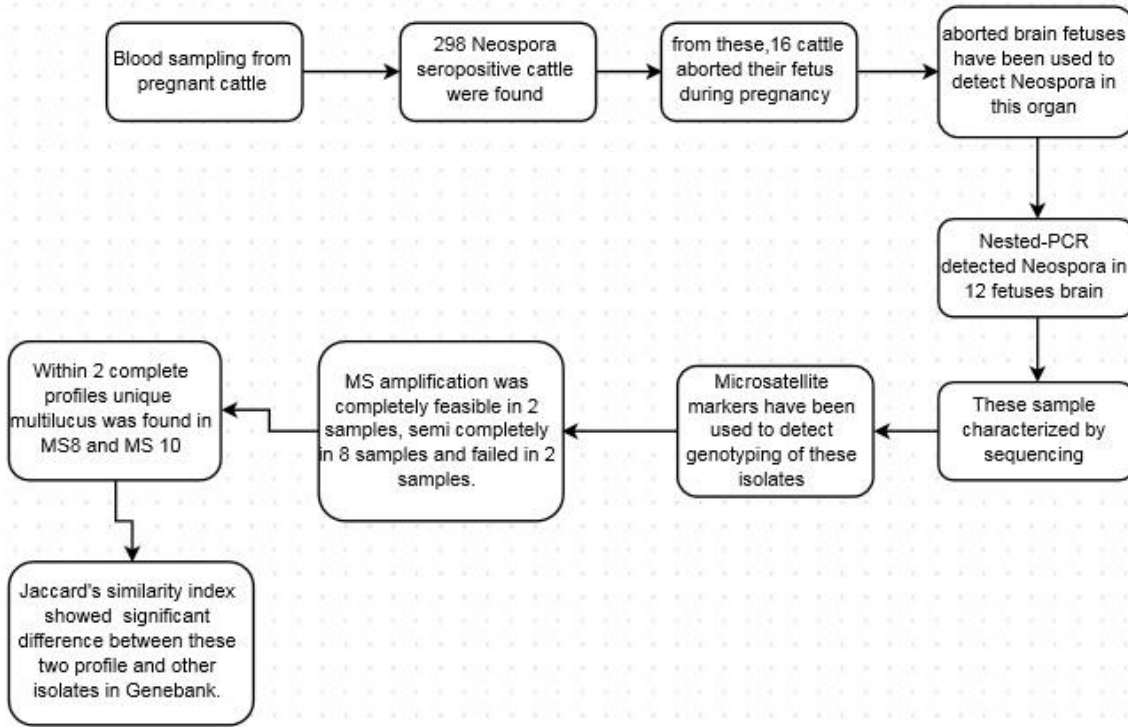 Blood sampling from
pregnant cattle
298 Neospora
seropositive cattle
were found
from these,16 cattle
aborted their fetus
during pregnancy
aborted brain fetuses
have been used to
detect Neospora in
this organ
Nested-PCR
detected Neospora in
12 fetuses brain
These sample
characterized by
sequencing
Microsatellite
markers have been
used to detect
genotyping of these
isolates
MS amplification was
completely feasible in 2
samples, semi completely
in 8 samples and failed in 2
samples.
Within 2 complete
profiles unique
multilucus was found in
MS8 and MS 10
Jaccard's similarity index
showed significant
difference between these
two profile and other
isolates in Genebank.